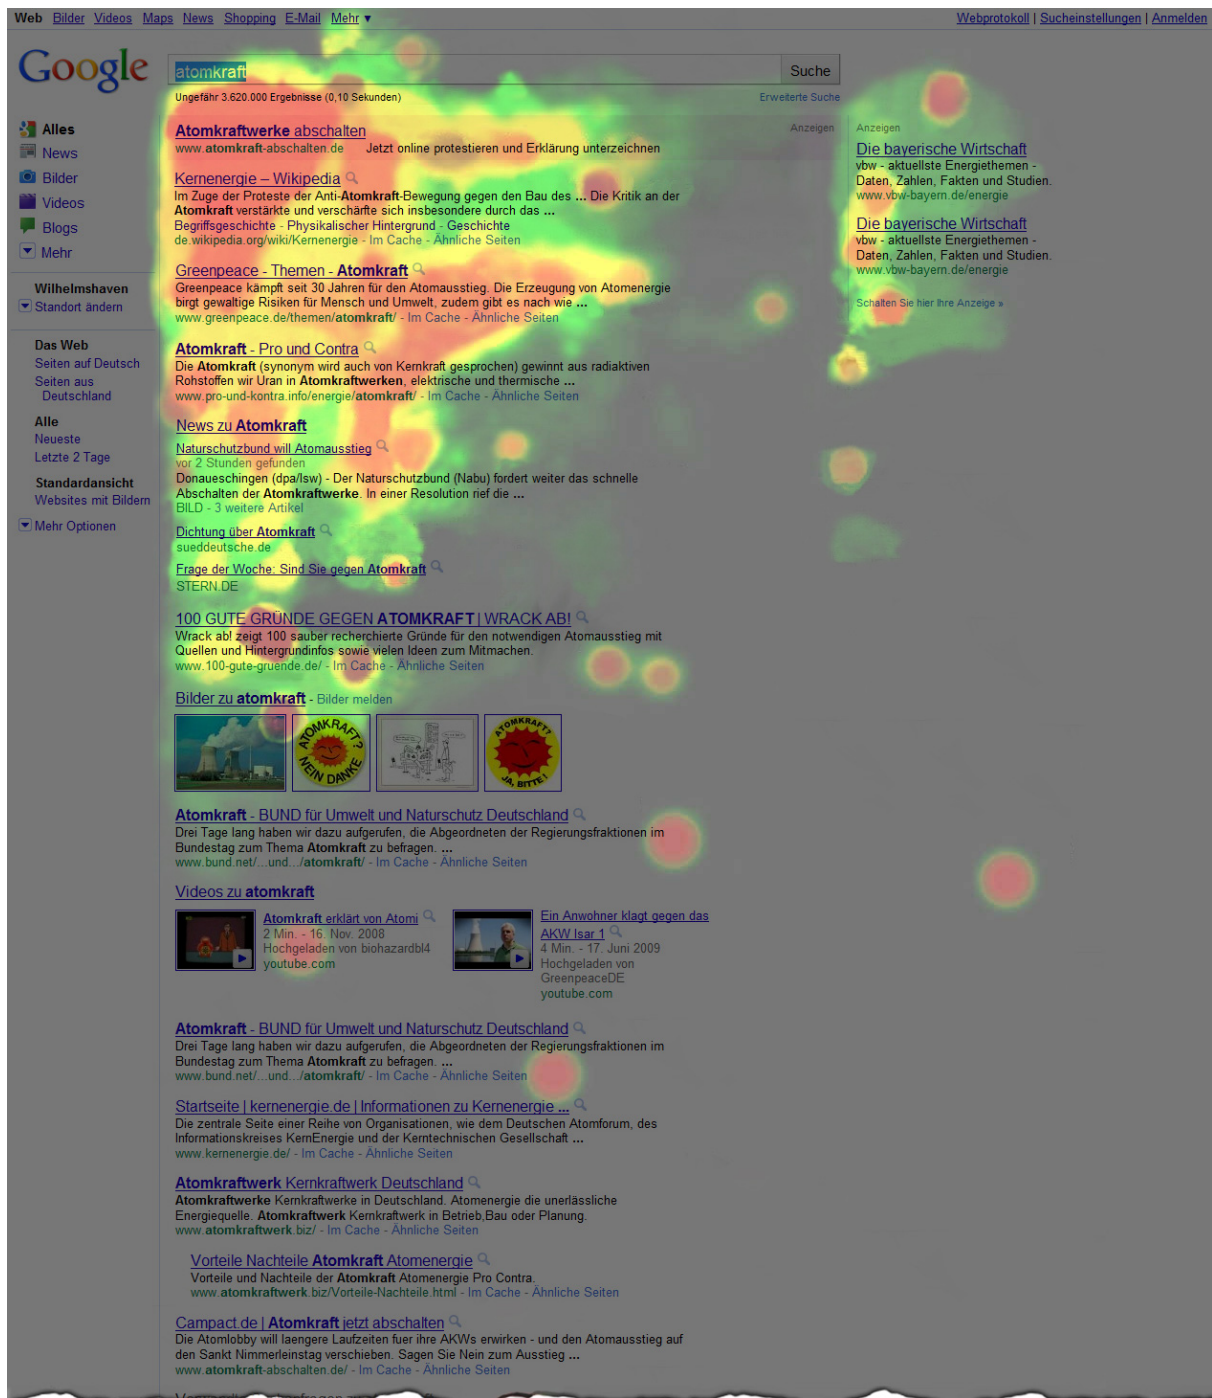 Web Bilder Videos Maps News Shopping E-Mail Mehr ▼ Webprotokoll | Sucheinstellungen | Anmelden
Google
atomkraft Suche
Ungefähr 3.620.000 Ergebnisse (0,10 Sekunden) Erweiterte Suche
Alles
News
Bilder
Videos
Blogs
Mehr
Wilhelmshaven
Standort ändern
Das Web
Seiten auf Deutsch
Seiten aus
Deutschland
Alle
Neueste
Letzte 2 Tage
Standardansicht
Websites mit Bildern
Mehr Optionen
Anzeigen
Atomkraftwerke abschalten
www.atomkraft-abschalten.de Jetzt online protestieren und Erklärung unterzeichnen
Kernenergie – Wikipedia
Im Zuge der Proteste der Anti-Atomkraft-Bewegung gegen den Bau des ... Die Kritik an der
Atomkraft verstärkte und verschärfte sich insbesondere durch das ...
Begriffsgeschichte - Physikalischer Hintergrund - Geschichte
de.wikipedia.org/wiki/Kernenergie - Im Cache - Ähnliche Seiten
Greenpeace - Themen - Atomkraft
Greenpeace kämpft seit 30 Jahren für den Atomausstieg. Die Erzeugung von Atomenergie
birgt gewaltige Risiken für Mensch und Umwelt, zudem gibt es nach wie ...
www.greenpeace.de/themen/atomkraft/ - Im Cache - Ähnliche Seiten
Atomkraft - Pro und Contra
Die Atomkraft (synonym wird auch von Kernkraft gesprochen) gewinnt aus radiaktiven
Rohstoffen wir Uran in Atomkraftwerken, elektrische und thermische ...
www.pro-und-kontra.info/energie/atomkraft/ - Im Cache - Ähnliche Seiten
News zu Atomkraft
Naturschutzbund will Atomausstieg
vor 2 Stunden gefunden
Donaueschingen (dpa/lsw) - Der Naturschutzbund (Nabu) fordert weiter das schnelle
Abschalten der Atomkraftwerke. In einer Resolution rief die ...
BILD - 3 weitere Artikel
Dichtung über Atomkraft
sueddeutsche.de
Frage der Woche: Sind Sie gegen Atomkraft
STERN.DE
100 GUTE GRÜNDE GEGEN ATOMKRAFT | WRACK AB!
Wrack ab! zeigt 100 sauber recherchierte Gründe für den notwendigen Atomausstieg mit
Quellen und Hintergrundinfos sowie vielen Ideen zum Mitmachen.
www.100-gute-gruende.de/ - Im Cache - Ähnliche Seiten
Bilder zu atomkraft - Bilder melden
ATOMKRAFT?
NEIN DANKE
ATOMKRAFT?
JA, BITTE!
Atomkraft - BUND für Umwelt und Naturschutz Deutschland
Drei Tage lang haben wir dazu aufgerufen, die Abgeordneten der Regierungsfraktionen im
Bundestag zum Thema Atomkraft zu befragen. ...
www.bund.net/...und.../atomkraft/ - Im Cache - Ähnliche Seiten
Videos zu atomkraft
Atomkraft erklärt von Atomi
2 Min. - 16. Nov. 2008
Hochgeladen von biohazardbl4
youtube.com
Ein Anwohner klagt gegen das
AKW Isar 1
4 Min. - 17. Juni 2009
Hochgeladen von
GreenpeaceDE
youtube.com
Atomkraft - BUND für Umwelt und Naturschutz Deutschland
Drei Tage lang haben wir dazu aufgerufen, die Abgeordneten der Regierungsfraktionen im
Bundestag zum Thema Atomkraft zu befragen. ...
www.bund.net/...und.../atomkraft/ - Im Cache - Ähnliche Seiten
Startseite | kernenergie.de | Informationen zu Kernenergie ...
Die zentrale Seite einer Reihe von Organisationen, wie dem Deutschen Atomforum, des
Informationskreises KernEnergie und der Kerntechnischen Gesellschaft ...
www.kernenergie.de/ - Im Cache - Ähnliche Seiten
Atomkraftwerk Kernkraftwerk Deutschland
Atomkraftwerke Kernkraftwerke in Deutschland. Atomenergie die unerlässliche
Energiequelle. Atomkraftwerk Kernkraftwerk in Betrieb,Bau oder Planung.
www.atomkraftwerk.biz/ - Im Cache - Ähnliche Seiten
Vorteile Nachteile Atomkraft Atomenergie
Vorteile und Nachteile der Atomkraft Atomenergie Pro Contra.
www.atomkraftwerk.biz/Vorteile-Nachteile.html - Im Cache - Ähnliche Seiten
Campact.de | Atomkraft jetzt abschalten
Die Atomlobby will laengere Laufzeiten fuer ihre AKWs erwirken - und den Atomausstieg auf
den Sankt Nimmerleinstag verschieben. Sagen Sie Nein zum Ausstieg ...
www.atomkraft-abschalten.de/ - Im Cache - Ähnliche Seiten
Anzeigen
Die bayerische Wirtschaft
vbw - aktuellste Energiethemen -
Daten, Zahlen, Fakten und Studien.
www.vbw-bayern.de/energie
Die bayerische Wirtschaft
vbw - aktuellste Energiethemen -
Daten, Zahlen, Fakten und Studien.
www.vbw-bayern.de/energie
Schalten Sie hier Ihre Anzeige »